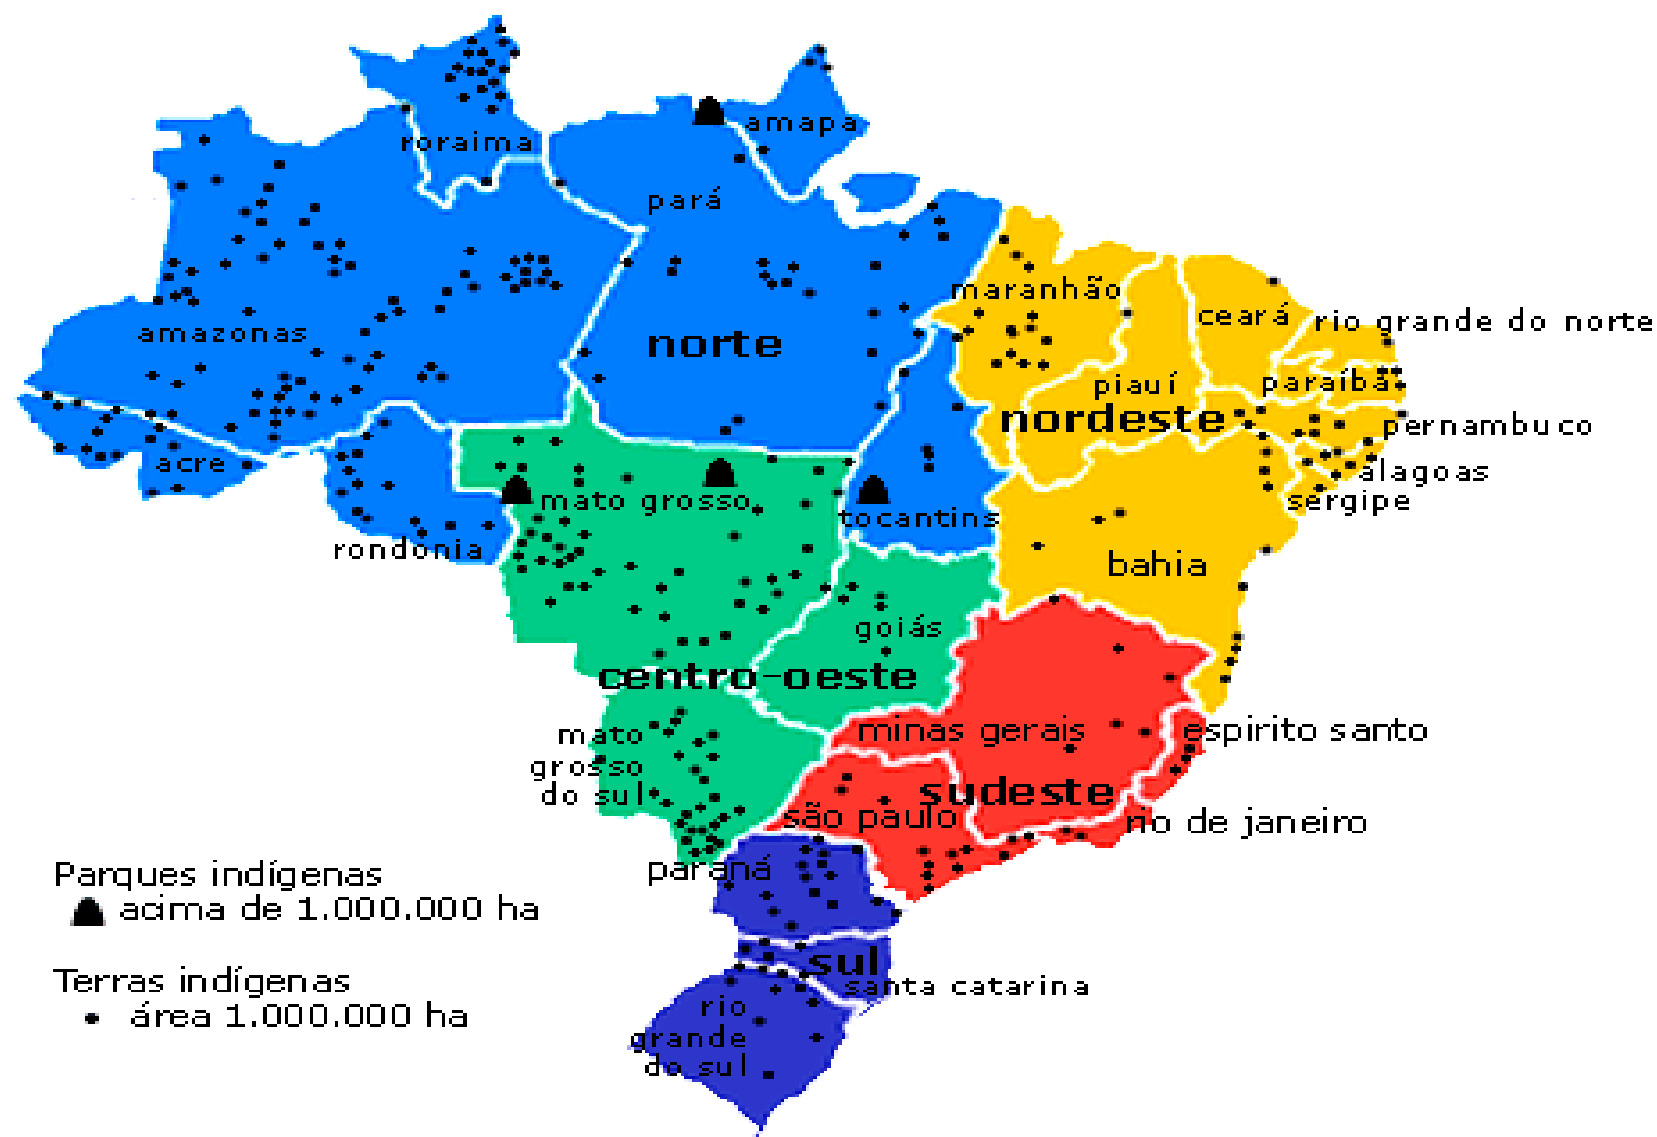 roraima
amapa
pará
amazonas
norte
maranhão
ceará
rio grande do norte
piauí
paraíba
nordeste
pernambuco
acre
alagoas
mato grosso
sergipe
tocantins
rondonia
bahia
goiás
centro-oeste
mato
grosso
do sul
minas gerais
espirito santo
sudeste
são paulo
rio de janeiro
paraná
Parques indígenas
acima de 1.000.000 ha
sul
Terras indígenas
santa catarina
área 1.000.000 ha
rio
grande
do sul